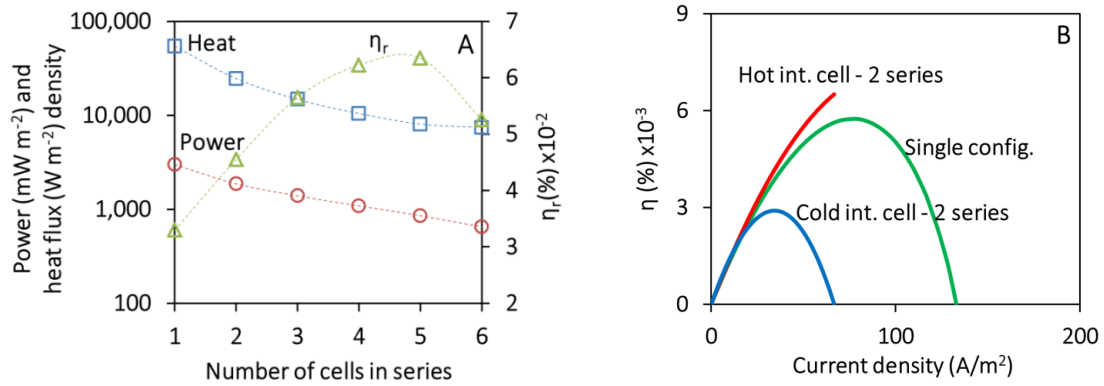 A
Heat
Power
ηr
Power (mW m-2) and
heat flux (W m-2) density
100,000
10,000
1,000
100
7
6
5
4
3
2
ηr(%) x10-2
1 2 3 4 5 6
Number of cells in series
B
Hot int. cell - 2 series
Single config.
Cold int. cell - 2 series
η (%) x10-3
9
6
3
0
0 100 200
Current density (A/m2)